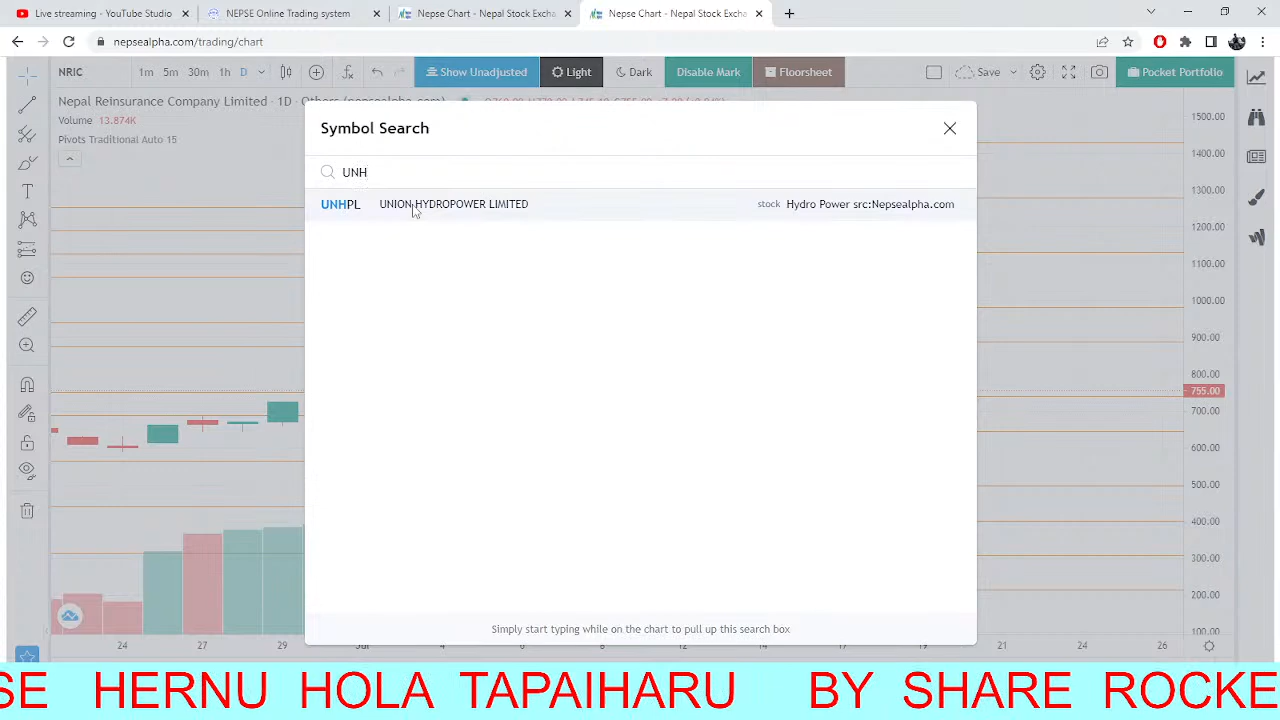 Live streaming - YouTube Studio
NEPSE Online Trading system
Nepse Chart - Nepal Stock Excha
Nepse Chart - Nepal Stock Excha
nepsealpha.com/trading/chart
NRIC
1m 5m 30m 1h D
Show Unadjusted
Light
Dark
Disable Mark
Floorsheet
Save
Pocket Portfolio
Nepal Reinsurance Company Limited · 1D · Others (nepsealpha.com)
Volume 13.874K
Pivots Traditional Auto 15
Symbol Search
UNH
UNHPL UNION HYDROPOWER LIMITED stock Hydro Power src:Nepsealpha.com
Simply start typing while on the chart to pull up this search box
1500.00
1400.00
1300.00
1200.00
1100.00
1000.00
900.00
800.00
755.00
700.00
600.00
500.00
400.00
300.00
200.00
100.00
24 27 29 Jul 4 6 17 19 21 24 26
SE HERNU HOLA TAPAIHARU BY SHARE ROCKE